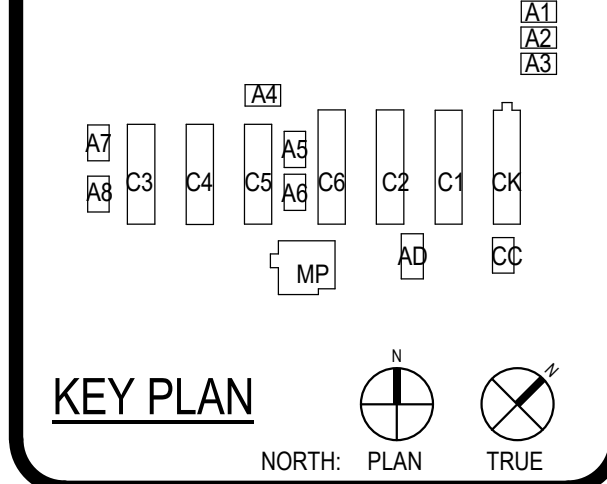 A1
A2
A3
A4
A7
A5
A8
C3
C4
C5
A6
C6
C2
C1
CK
MP
AD
CC
KEY PLAN
N
N
NORTH: PLAN TRUE